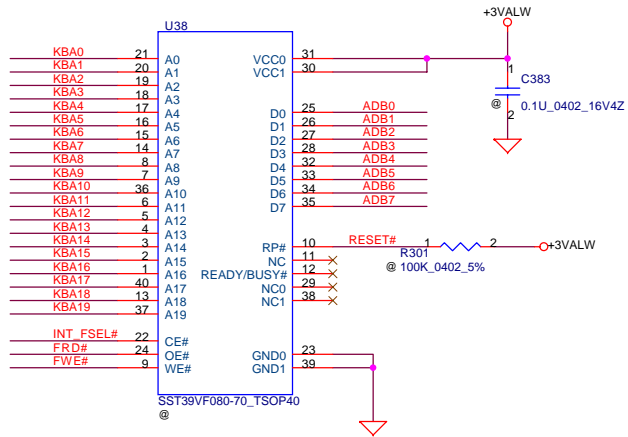 +3VALW
U38
KBA0 21 A0 VCC0 31
KBA1 20 A1 VCC1 30
KBA2 19 A2
KBA3 18 A3
KBA4 17 A4 D0 25 ADB0
KBA5 16 A5 D1 26 ADB1
KBA6 15 A6 D2 27 ADB2
KBA7 14 A7 D3 28 ADB3
KBA8 8 A8 D4 32 ADB4
KBA9 7 A9 D5 33 ADB5
KBA10 36 A10 D6 34 ADB6
KBA11 6 A11 D7 35 ADB7
KBA12 5 A12
KBA13 4 A13
KBA14 3 A14 RP# 10 RESET# 1 2 +3VALW
KBA15 2 A15 NC 11 R301
KBA16 1 A16 READY/BUSY# 12 @ 100K_0402_5%
KBA17 40 A17 NC0 29
KBA18 13 A18 NC1 38
KBA19 37 A19
INT_FSEL# 22 CE#
FRD# 24 OE# GND0 23
FWE# 9 WE# GND1 39
SST39VF080-70_TSOP40
@
1
C383
@ 0.1U_0402_16V4Z
2